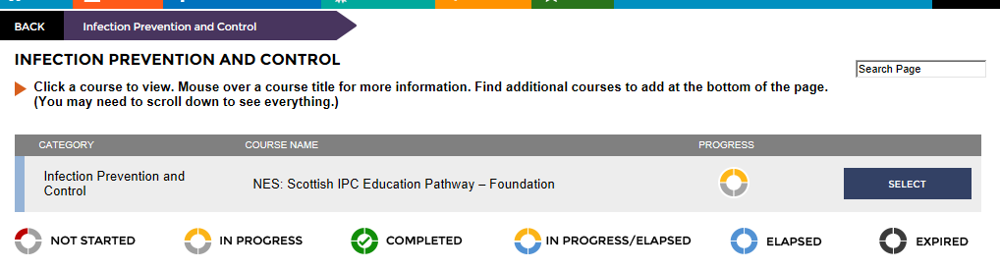 BACK
Infection Prevention and Control
INFECTION PREVENTION AND CONTROL
Search Page
Click a course to view. Mouse over a course title for more information. Find additional courses to add at the bottom of the page.
(You may need to scroll down to see everything.)
CATEGORY COURSE NAME PROGRESS
Infection Prevention and
Control
NES: Scottish IPC Education Pathway – Foundation
SELECT
NOT STARTED IN PROGRESS COMPLETED IN PROGRESS/ELAPSED ELAPSED EXPIRED